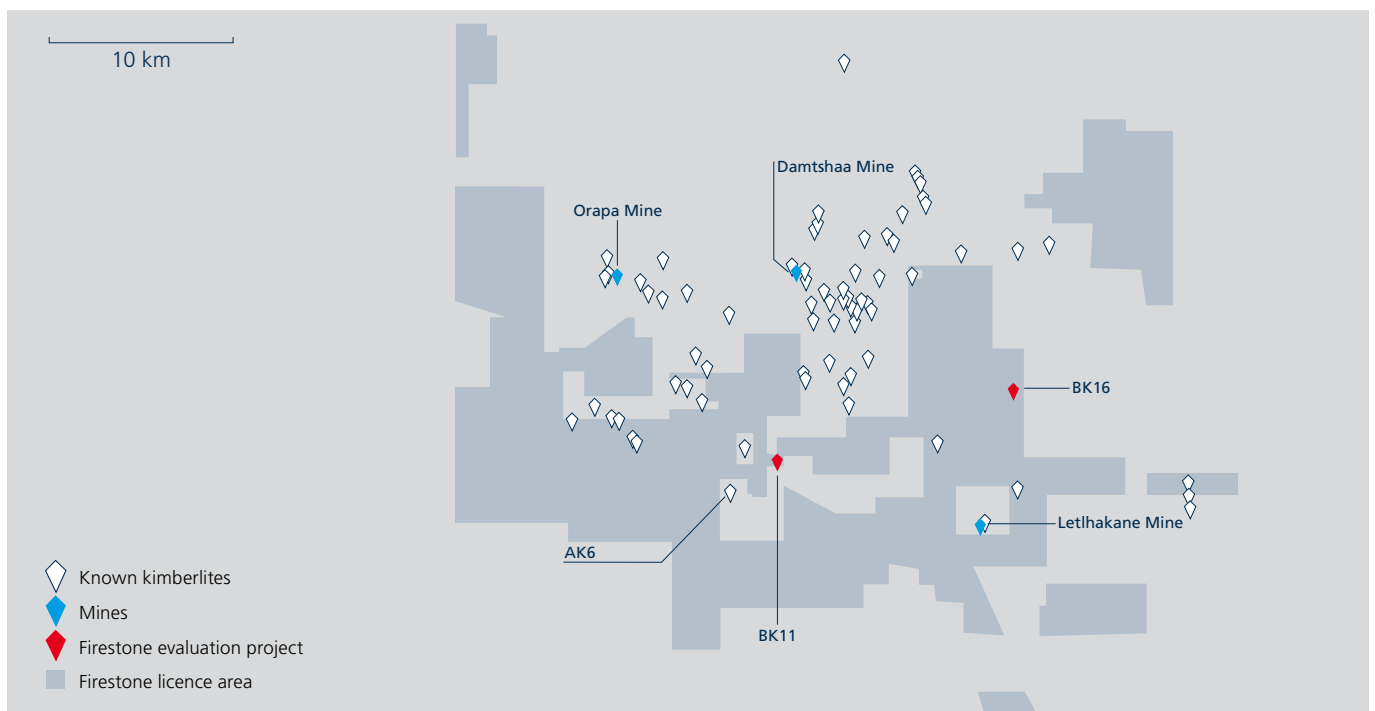 10 km
Damtshaa Mine
Orapa Mine
BK16
Letlhakane Mine
AK6
BK11
Known kimberlites
Mines
Firestone evaluation project
Firestone licence area